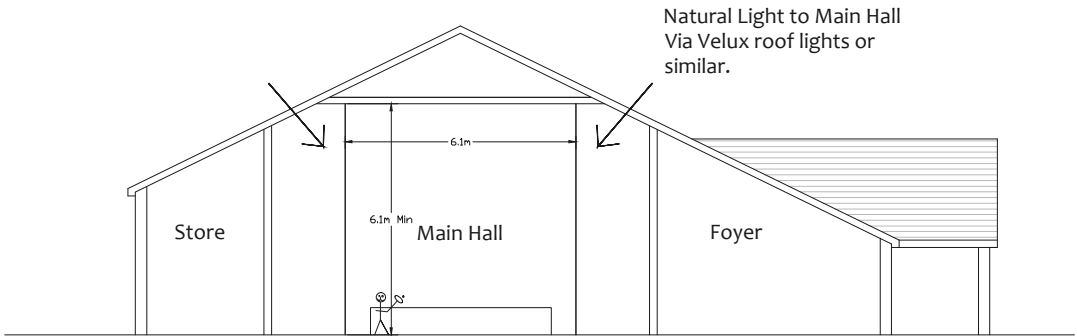 Natural Light to Main Hall
Via Velux roof lights or
similar.
6.1m
6.1m Min
Store
Main Hall
Foyer